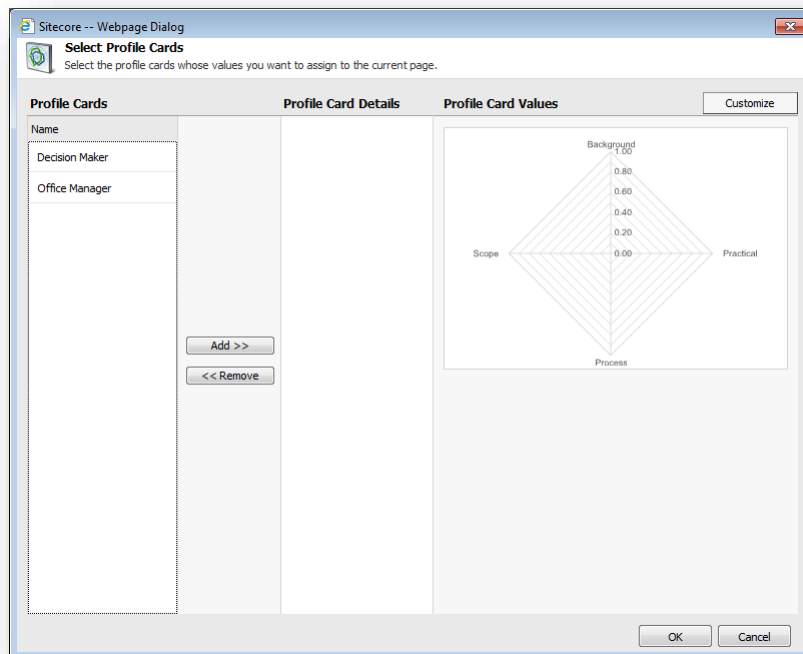 Sitecore -- Webpage Dialog
Select Profile Cards
Select the profile cards whose values you want to assign to the current page.
Profile Cards
Profile Card Details
Profile Card Values
Customize
Name
Decision Maker
Office Manager
Add >>
<< Remove
Background
1.00
0.80
0.60
0.40
0.20
0.00
Scope
Practical
Process
OK
Cancel